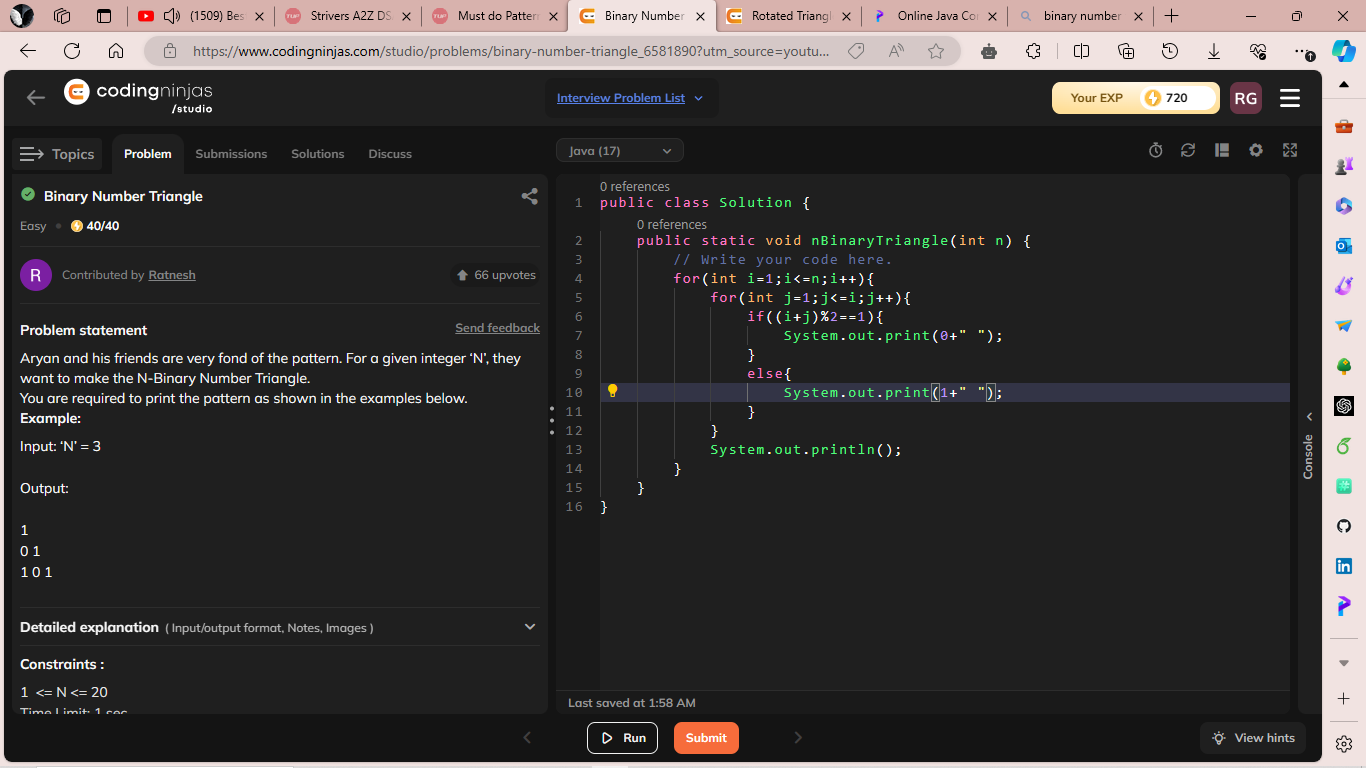 (1509) Bes
Strivers A2Z DS
Must do Patter
Binary Number
Rotated Triang
Online Java Co
binary number
https://www.codingninjas.com/studio/problems/binary-number-triangle_6581890?utm_source=youtu...
codingninjas
/studio
Interview Problem List
Your EXP
720
RG
Topics
Problem
Submissions
Solutions
Discuss
Java (17)
Binary Number Triangle
Easy
40/40
R
Contributed by Ratnesh
66 upvotes
Problem statement
Send feedback
Aryan and his friends are very fond of the pattern. For a given integer ‘N’, they
want to make the N-Binary Number Triangle.
You are required to print the pattern as shown in the examples below.
Example:
Input: ‘N’ = 3
Output:
1
0 1
1 0 1
Detailed explanation ( Input/output format, Notes, Images )
Constraints :
1 <= N <= 20
Time Limit: 1 sec
0 references
1 public class Solution {
0 references
2 public static void nBinaryTriangle(int n) {
3 // Write your code here.
4 for(int i=1;i<=n;i++){
5 for(int j=1;j<=i;j++){
6 if((i+j)%2==1){
7 System.out.print(0+" ");
8 }
9 else{
10 System.out.print(1+" ");
11 }
12 }
13 System.out.println();
14 }
15 }
16 }
Console
Last saved at 1:58 AM
Run
Submit
View hints